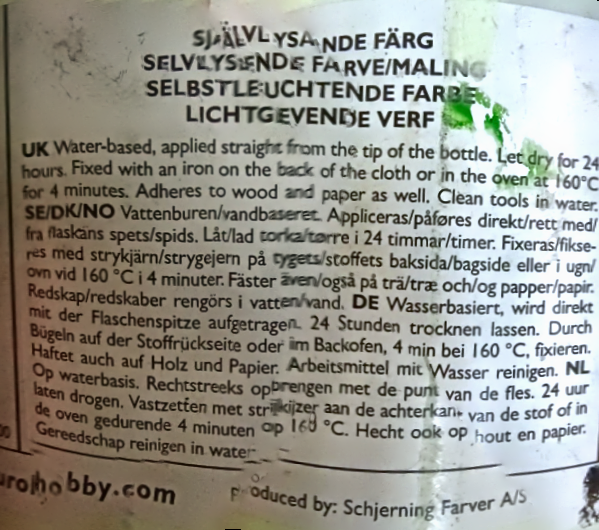 SJÄLVLYSANDE FÄRG
SELVLYSENDE FARVE/MALING
SELBSTLEUCHTENDE FARBE
LICHTGEVENDE VERF
UK Water-based, applied straight from the tip of the bottle. Let dry for 24
hours. Fixed with an iron on the back of the cloth or in the oven at 160°C
for 4 minutes. Adheres to wood and paper as well. Clean tools in water.
SE/DK/NO Vattenburen/vandbaseret. Appliceras/påføres direkt/rett med/
fra flaskans spets/spids. Låt/lad torka/tørre i 24 timmar/timer. Fixeras/fikse-
res med strykjärn/strygejern på tygets/stoffets baksida/bagside eller i ugn/
ovn vid 160 °C i 4 minuter. Fäster även/også på trä/træ och/og papper/papir.
Redskap/redskaber rengörs i vatten/vand. DE Wasserbasiert, wird direkt
mit der Flaschenspitze aufgetragen. 24 Stunden trocknen lassen. Durch
Bügeln auf der Stoffrückseite oder im Backofen, 4 min bei 160 °C, fixieren.
Haftet auch auf Holz und Papier. Arbeitsmittel mit Wasser reinigen. NL
Op waterbasis. Rechtstreeks opbrengen met de punt van de fles. 24 uur
laten drogen. Vastzetten met strijkijzer aan de achterkant van de stof of in
de oven gedurende 4 minuten op 160 °C. Hecht ook op hout en papier.
Gereedschap reinigen in water
urohobby.com
Produced by: Schjerning Farver A/S